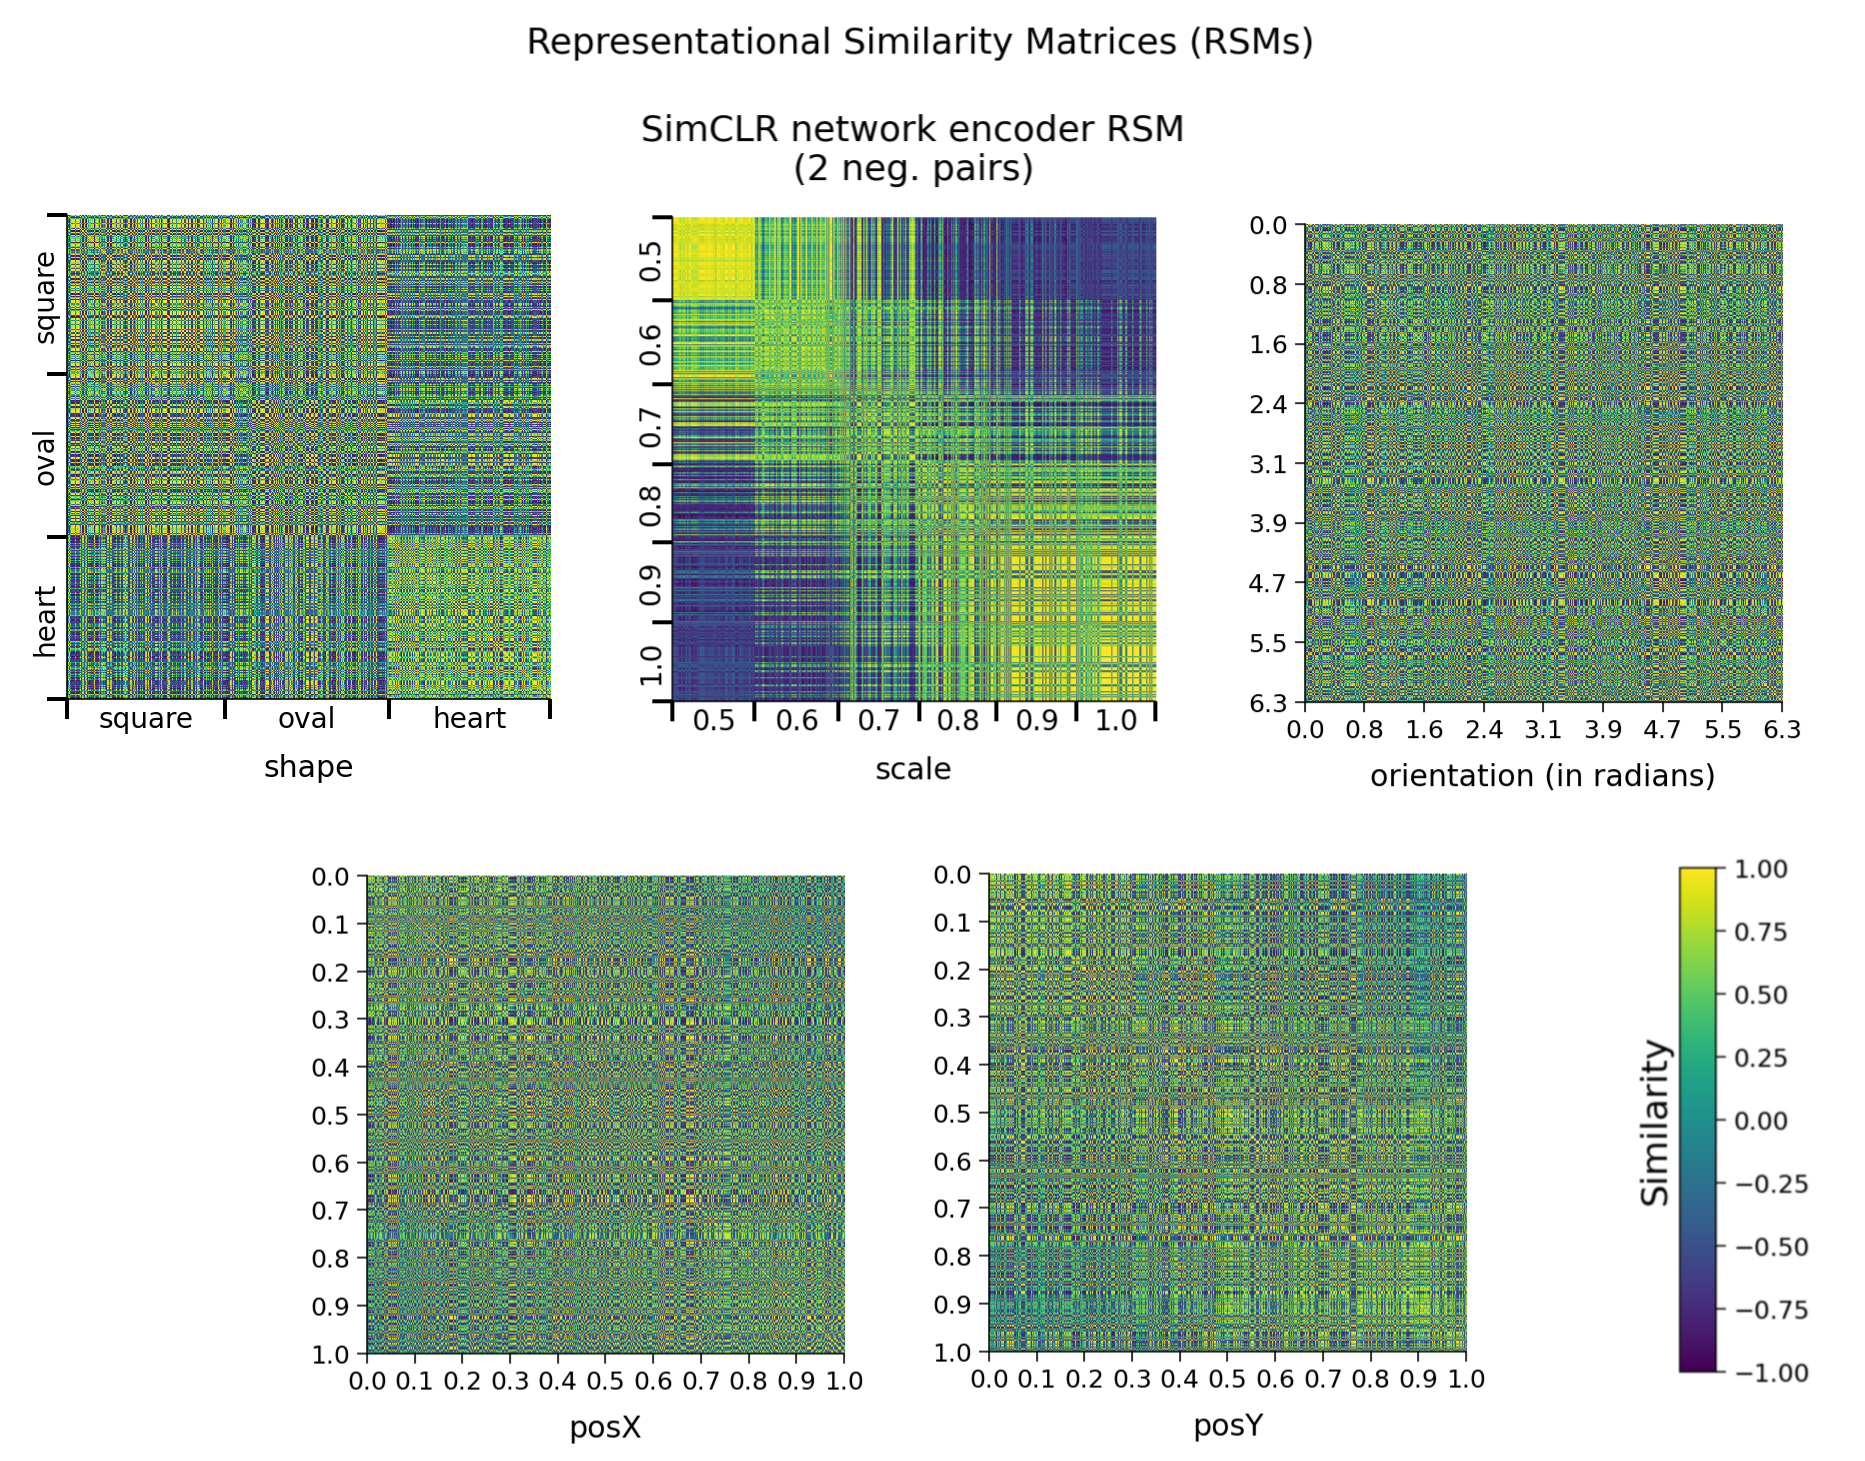 Representational Similarity Matrices (RSMs)
SimCLR network encoder RSM
(2 neg. pairs)
square
oval
heart
square oval heart
shape
0.5
0.6
0.7
0.8
0.9
1.0
0.5 0.6 0.7 0.8 0.9 1.0
scale
0.0
0.8
1.6
2.4
3.1
3.9
4.7
5.5
6.3
0.0 0.8 1.6 2.4 3.1 3.9 4.7 5.5 6.3
orientation (in radians)
0.0
0.1
0.2
0.3
0.4
0.5
0.6
0.7
0.8
0.9
1.0
0.0 0.1 0.2 0.3 0.4 0.5 0.6 0.7 0.8 0.9 1.0
posX
0.0
0.1
0.2
0.3
0.4
0.5
0.6
0.7
0.8
0.9
1.0
0.0 0.1 0.2 0.3 0.4 0.5 0.6 0.7 0.8 0.9 1.0
posY
Similarity
1.00
0.75
0.50
0.25
0.00
−0.25
−0.50
−0.75
−1.00